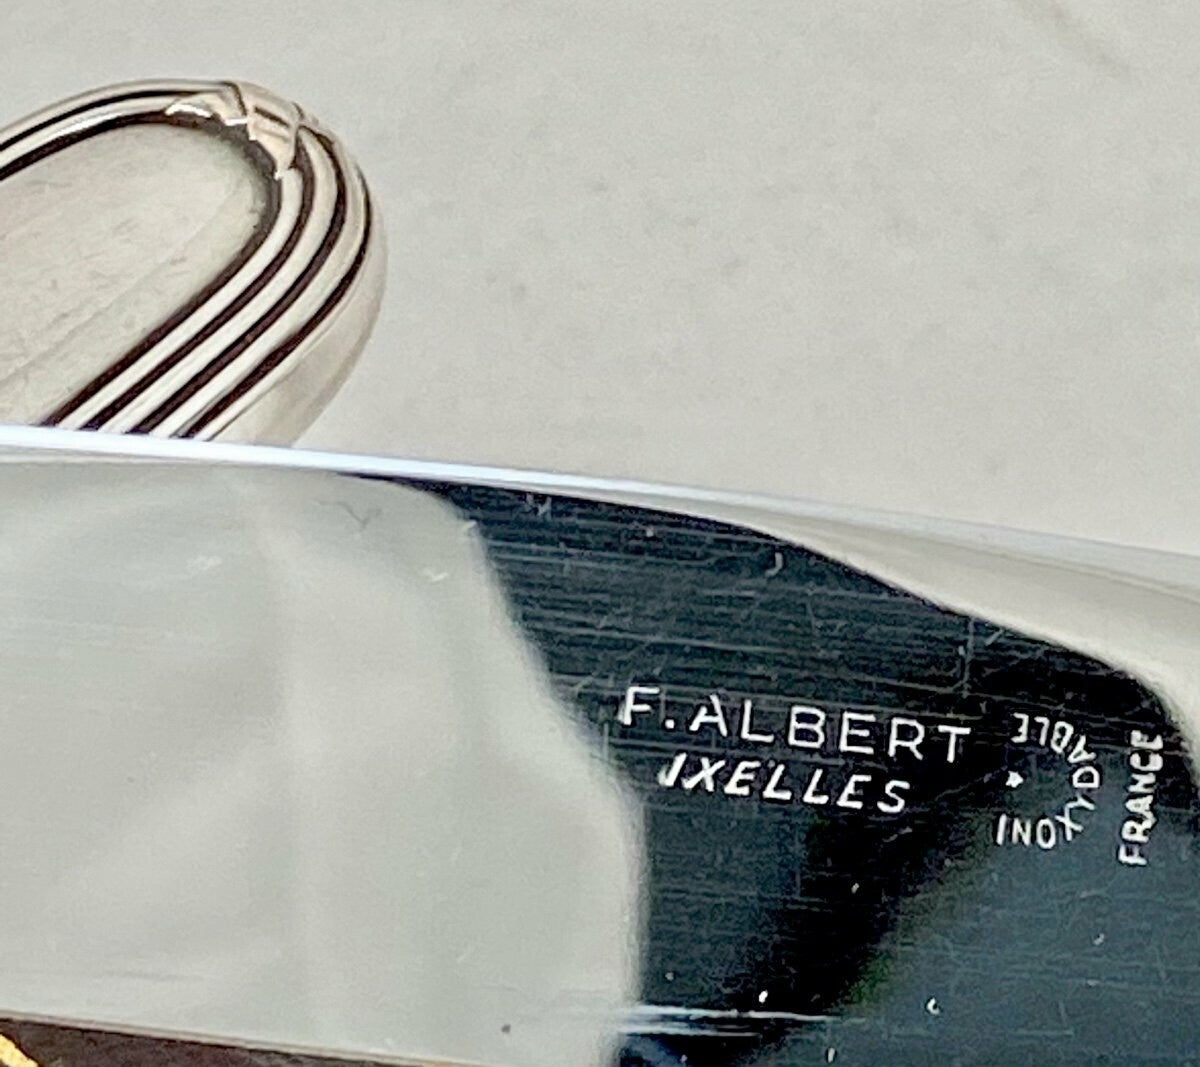 F. ALBERT
IXELLES
INOXYDABLE
FRANCE